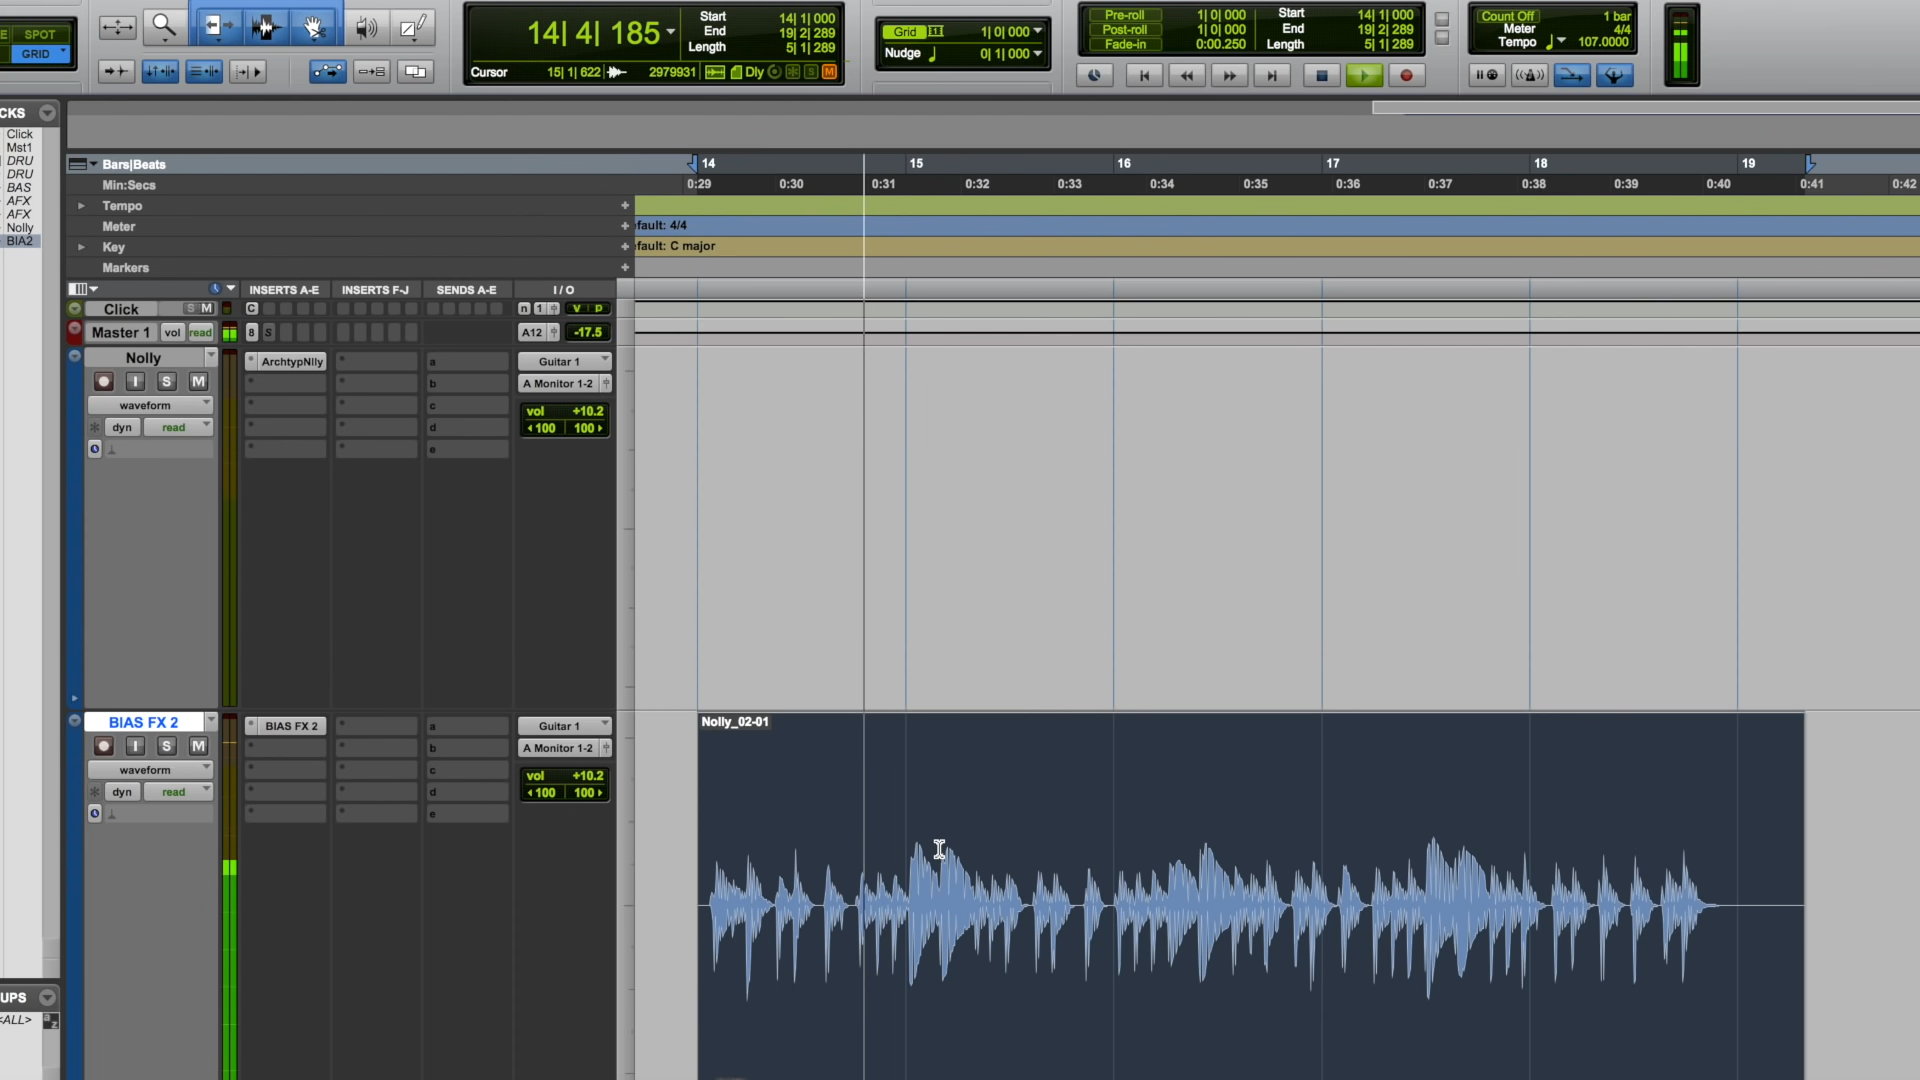 E SPOT
GRID
14| 4| 185
Start 14| 1| 000
End 19| 2| 289
Length 5| 1| 289
Cursor 15| 1| 622 2979931 Dly S M
Grid 1| 0| 000
Nudge 0| 1| 000
Pre-roll 1| 0| 000
Post-roll 1| 0| 000
Fade-in 0:00.250
Start 14| 1| 000
End 19| 2| 289
Length 5| 1| 289
Count Off 1 bar
Meter 4/4
Tempo 107.0000
CKS
Click
Mst1
DRU
DRU
BAS
AFX
AFX
Nolly
BIA2
Bars|Beats 14 15 16 17 18 19
Min:Secs 0:29 0:30 0:31 0:32 0:33 0:34 0:35 0:36 0:37 0:38 0:39 0:40 0:41 0:42
Tempo +
Meter + fault: 4/4
Key + fault: C major
Markers +
INSERTS A-E INSERTS F-J SENDS A-E I / O
Click S M C n 1 V P
Master 1 vol read 8 S A12 -17.5
Nolly ArchtypNlly a Guitar 1
I S M b A Monitor 1-2
waveform c vol +10.2
dyn read d 100 100
e
BIAS FX 2 BIAS FX 2 a Guitar 1 Nolly_02-01
I S M b A Monitor 1-2
waveform c vol +10.2
dyn read d 100 100
e
UPS
<ALL> a z